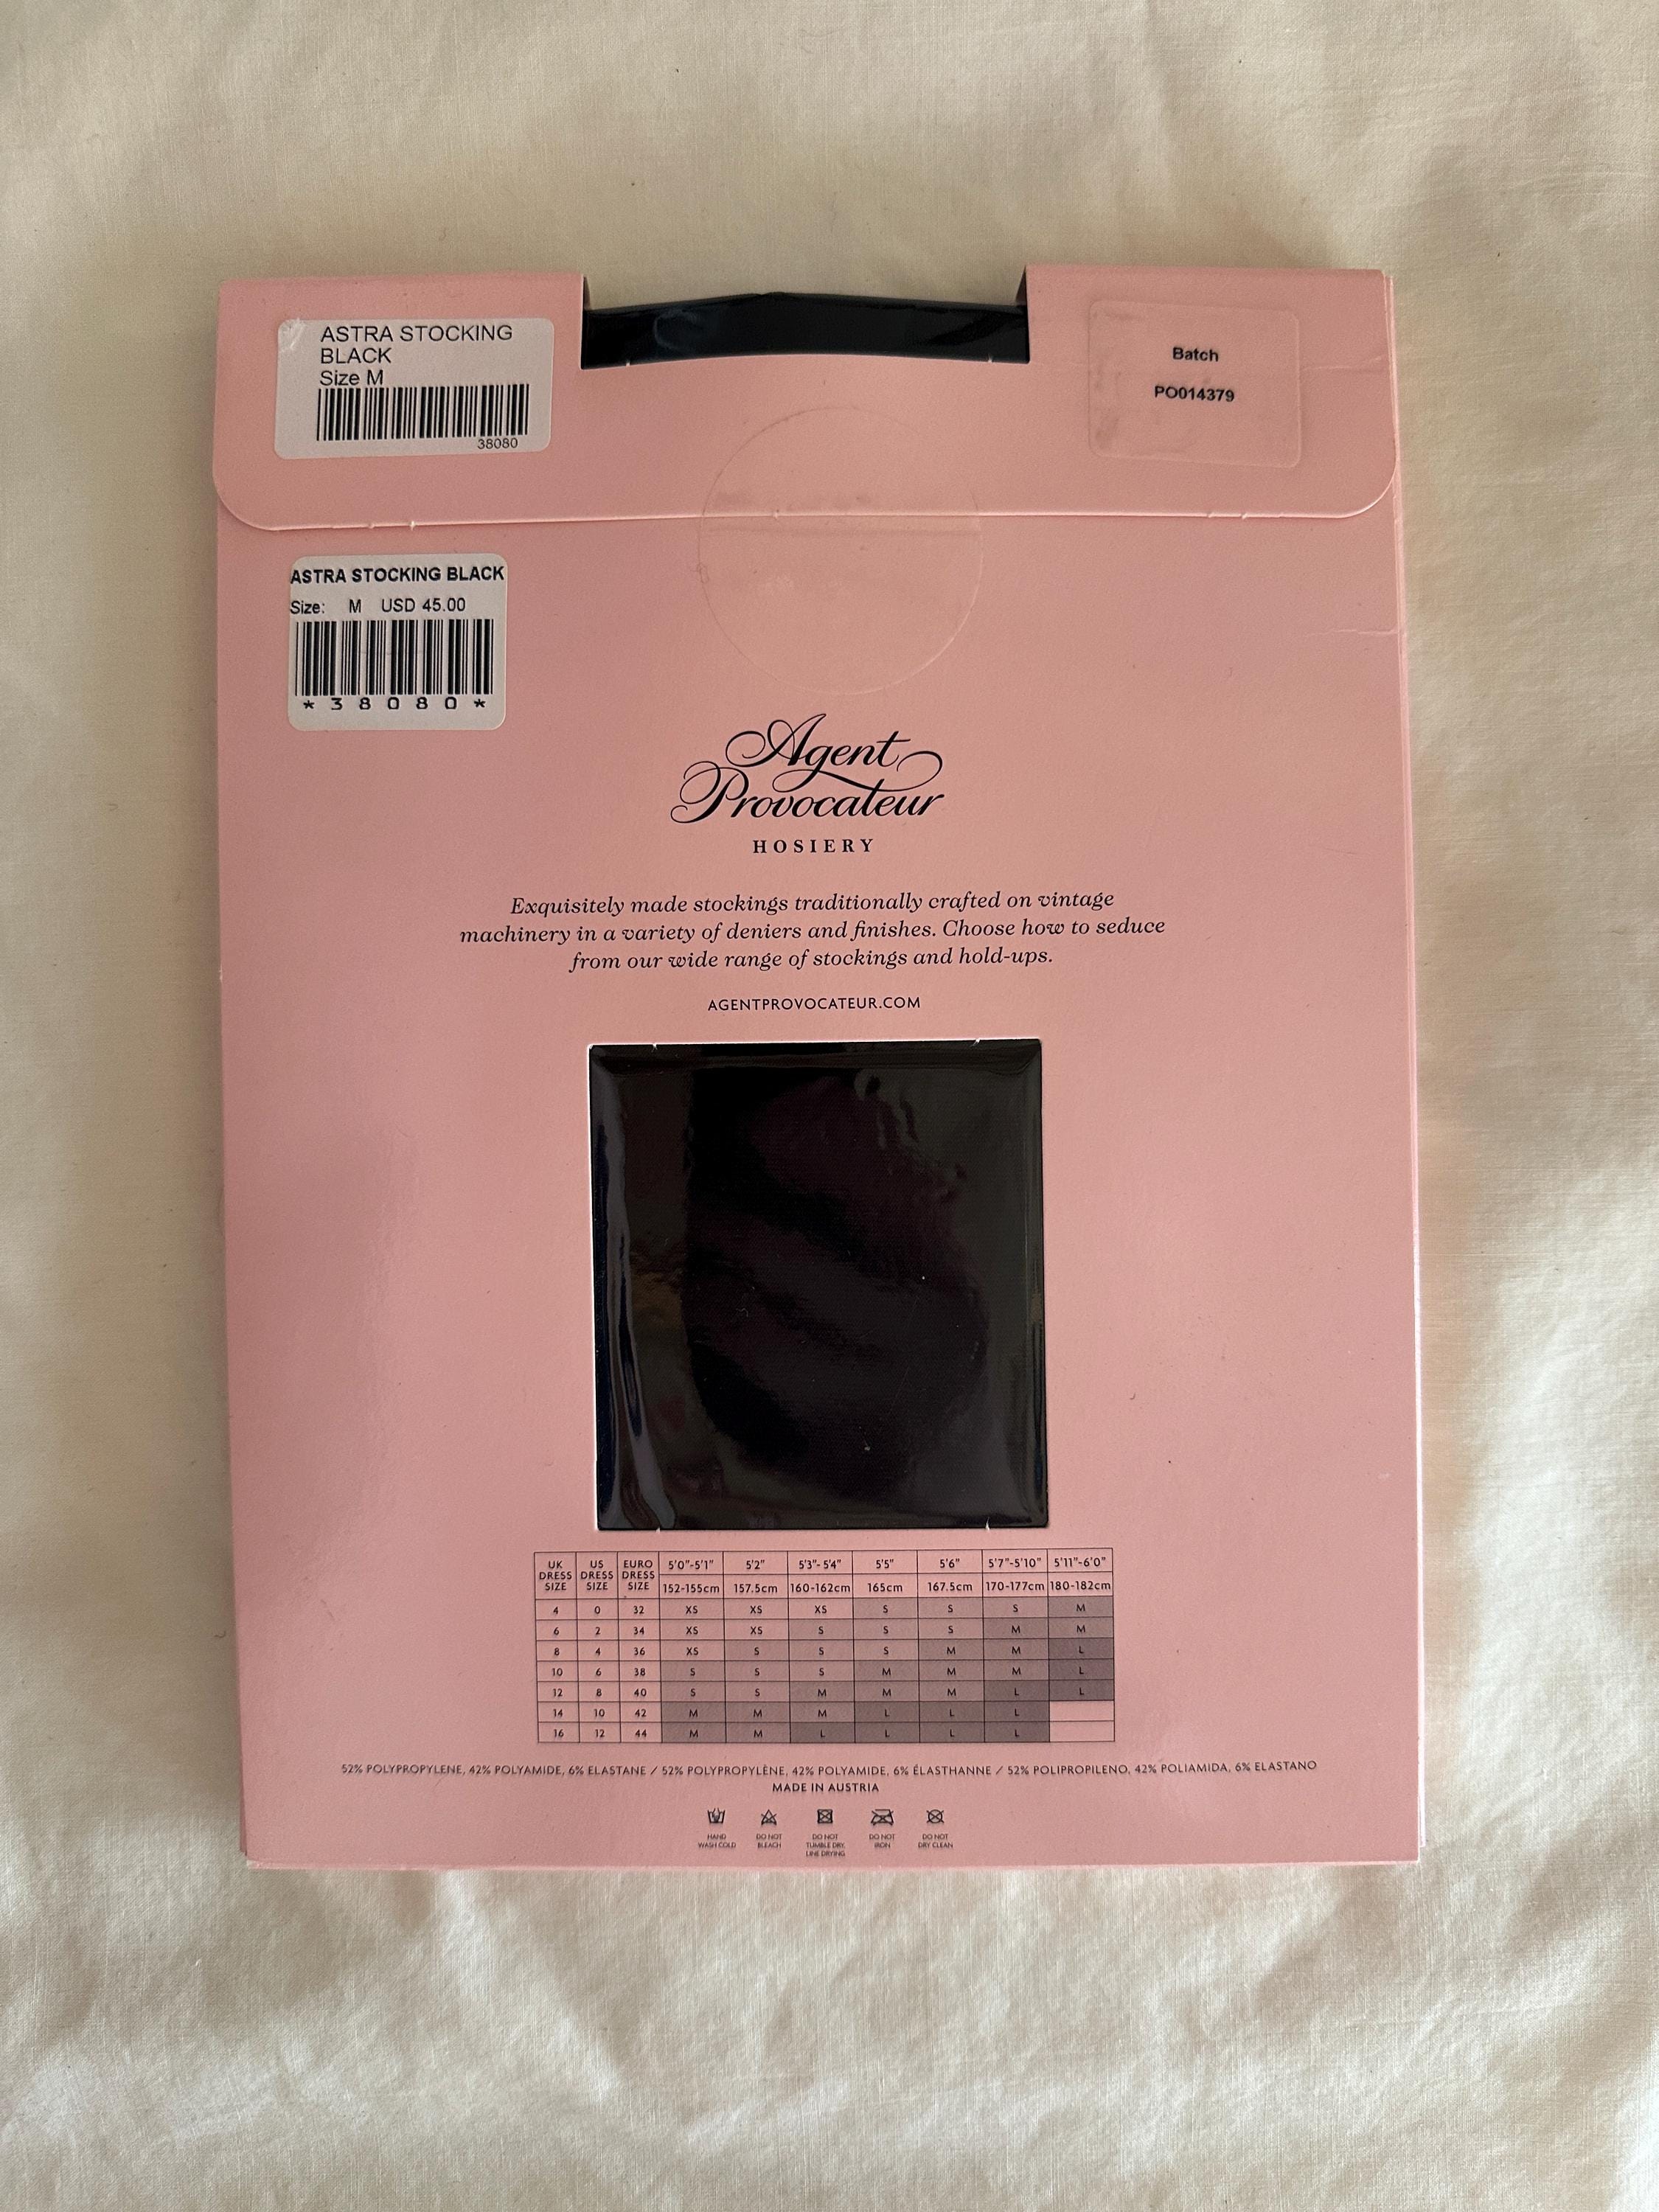 ASTRA STOCKING
BLACK
Size M
38080
Batch
PO014379
ASTRA STOCKING BLACK
Size: M USD 45.00
*38080*
Agent
Provocateur
HOSIERY
Exquisitely made stockings traditionally crafted on vintage
machinery in a variety of deniers and finishes. Choose how to seduce
from our wide range of stockings and hold-ups.
AGENTPROVOCATEUR.COM
UK DRESS SIZE US DRESS SIZE EURO DRESS SIZE 5'0"-5'1" 5'2" 5'3"-5'4" 5'5" 5'6" 5'7"-5'10" 5'11"-6'0"
152-155cm 157.5cm 160-162cm 165cm 167.5cm 170-177cm 180-182cm
4 0 32 XS XS XS S S S M
6 2 34 XS XS S S S M M
8 4 36 XS S S S M M L
10 6 38 S S S M M M L
12 8 40 S S M M M L L
14 10 42 M M M L L L
16 12 44 M M L L L L
52% POLYPROPYLENE, 42% POLYAMIDE, 6% ELASTANE / 52% POLYPROPYLÈNE, 42% POLYAMIDE, 6% ÉLASTHANNE / 52% POLIPROPILENO, 42% POLIAMIDA, 6% ELASTANO
MADE IN AUSTRIA
HAND WASH COLD DO NOT BLEACH DO NOT TUMBLE DRY, LINE DRYING DO NOT IRON DO NOT DRY CLEAN